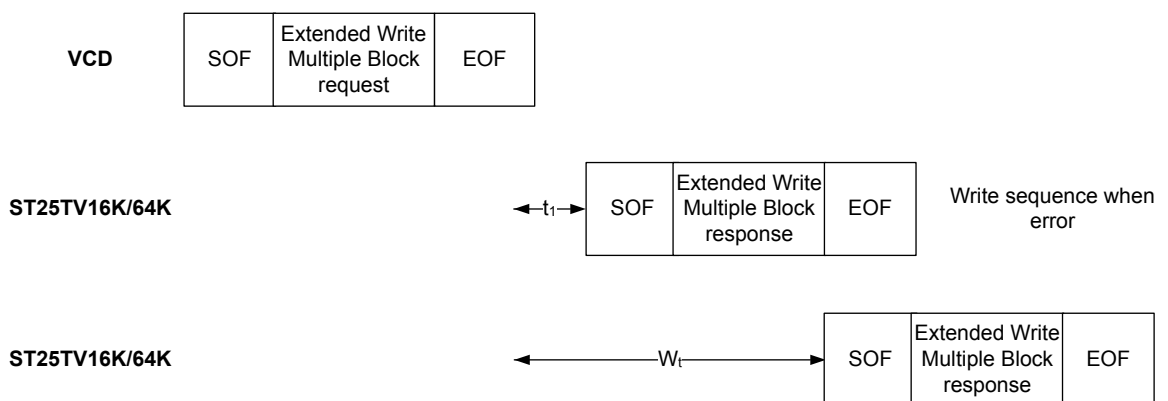 VCD
SOF
Extended Write
Multiple Block
request
EOF
ST25TV16K/64K
t1
SOF
Extended Write
Multiple Block
response
EOF
Write sequence when
error
ST25TV16K/64K
Wt
SOF
Extended Write
Multiple Block
response
EOF